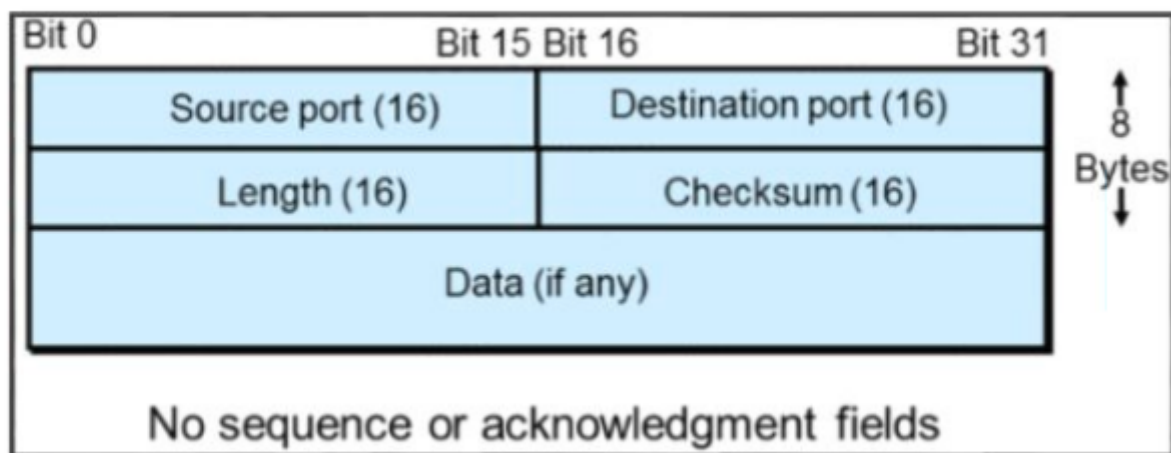 Bit 0 Bit 15 Bit 16 Bit 31
Source port (16) Destination port (16)
8
Length (16) Checksum (16)
Bytes
Data (if any)
No sequence or acknowledgment fields